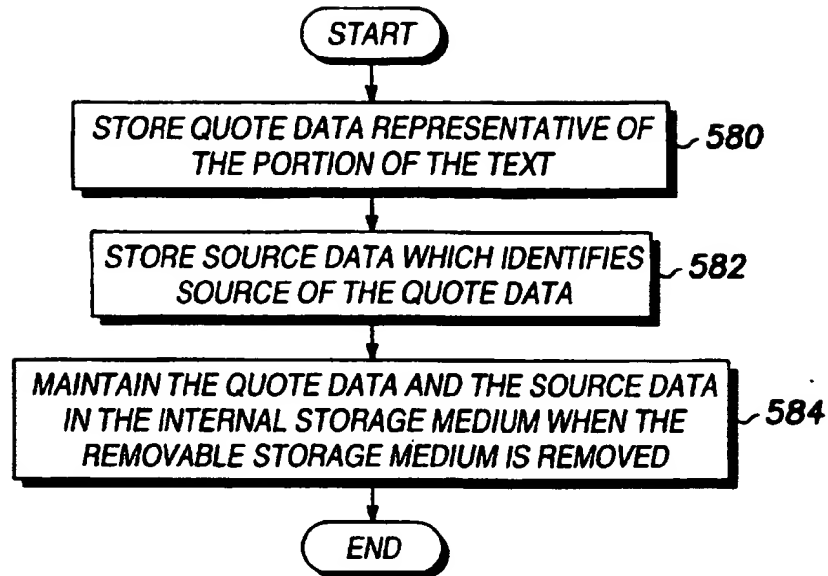 START
STORE QUOTE DATA REPRESENTATIVE OF
THE PORTION OF THE TEXT
580
STORE SOURCE DATA WHICH IDENTIFIES
SOURCE OF THE QUOTE DATA
582
MAINTAIN THE QUOTE DATA AND THE SOURCE DATA
IN THE INTERNAL STORAGE MEDIUM WHEN THE
REMOVABLE STORAGE MEDIUM IS REMOVED
584
END